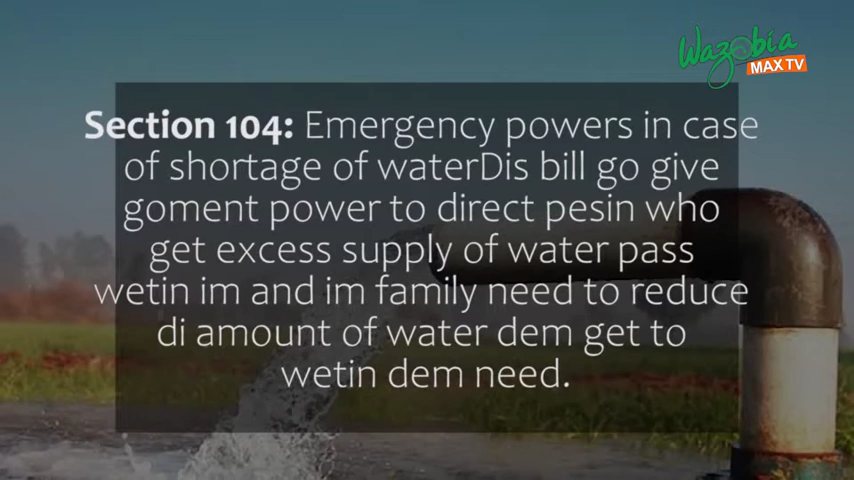 Wazobia
MAX TV
Section 104: Emergency powers in case
of shortage of waterDis bill go give
goment power to direct pesin who
get excess supply of water pass
wetin im and im family need to reduce
di amount of water dem get to
wetin dem need.